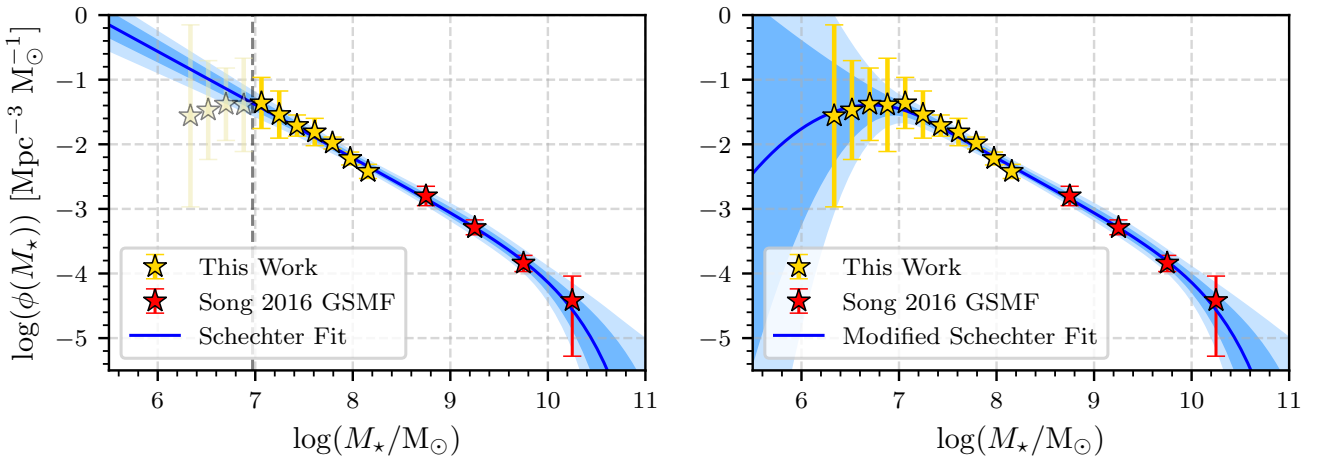 log(ϕ(M⋆)) [Mpc⁻³ M⊙⁻¹]
0
−1
−2
−3
−4
−5
This Work
Song 2016 GSMF
Schechter Fit
6 7 8 9 10 11
log(M⋆/M⊙)
0
−1
−2
−3
−4
−5
This Work
Song 2016 GSMF
Modified Schechter Fit
6 7 8 9 10 11
log(M⋆/M⊙)